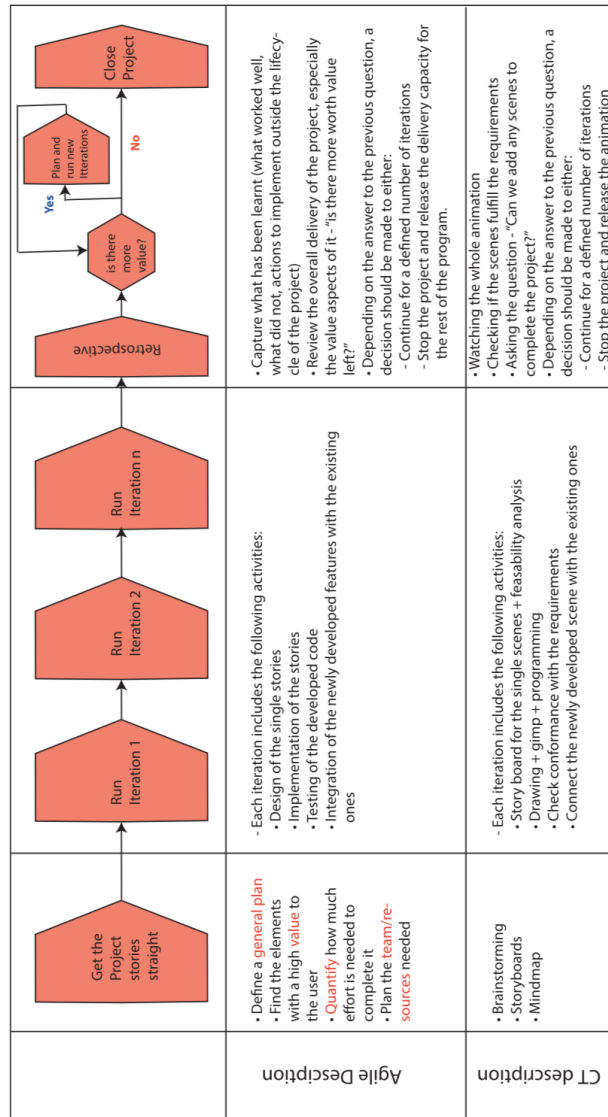 Get the
Project
stories
straight
Run
Iteration 1
Run
Iteration 2
Run
Iteration n
Retrospective
is there
more
value?
Yes
Plan and
run new
Itterations
No
Close
Project
Agile Desciption
• Define a general plan
• Find the elements
with a high value to
the user
• Quantify how much
effort is needed to
complete it
• Plan the team/re-
sources needed
- Each iteration includes the following activities:
• Design of the single stories
• Implementation of the stories
• Testing of the developed code
• Integration of the newly developed features with the existing
ones
• Capture what has been learnt (what worked well,
what did not, actions to implement outside the lifecy-
cle of the project)
• Review the overall delivery of the project, especially
the value aspects of it - "is there more worth value
left?"
• Depending on the answer to the previous question, a
decision should be made to either:
- Continue for a defined number of iterations
- Stop the project and release the delivery capacity for
the rest of the program.
CT description
• Brainstorming
• Storyboards
• Mindmap
- Each iteration includes the following activities:
• Story board for the single scenes + feasability analysis
• Drawing + gimp + programming
• Check conformance with the requirements
• Connect the newly developed scene with the existing ones
• Watching the whole animation
• Checking if the scenes fulfill the requirements
• Asking the question - "Can we add any scenes to
complete the project?"
• Depending on the answer to the previous question, a
decision should be made to either:
- Continue for a defined number of iterations
- Stop the project and release the animation